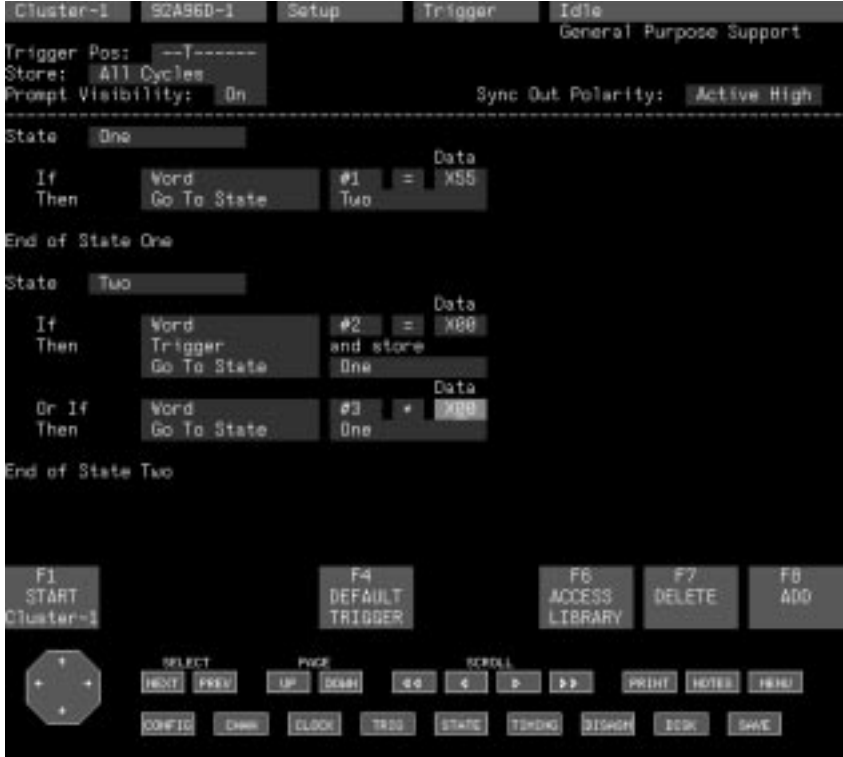 Cluster-1 92A96D-1 Setup Trigger Idle
General Purpose Support
Trigger Pos: --T------
Store: All Cycles
Prompt Visibility: On Sync Out Polarity: Active High
State One
Data
If Word #1 = X55
Then Go To State Two
End of State One
State Two
Data
If Word #2 = X00
Then Trigger and store
Go To State One
Data
Or If Word #3 ≠ X00
Then Go To State One
End of State Two
F1 F4 F6 F7 F8
START DEFAULT ACCESS DELETE ADD
Cluster-1 TRIGGER LIBRARY
SELECT PAGE SCROLL
NEXT PREV UP DOWN PRINT NOTES MENU
CONFIG CHAN CLOCK TRIG STATE TIMING DISASM DISK SAVE